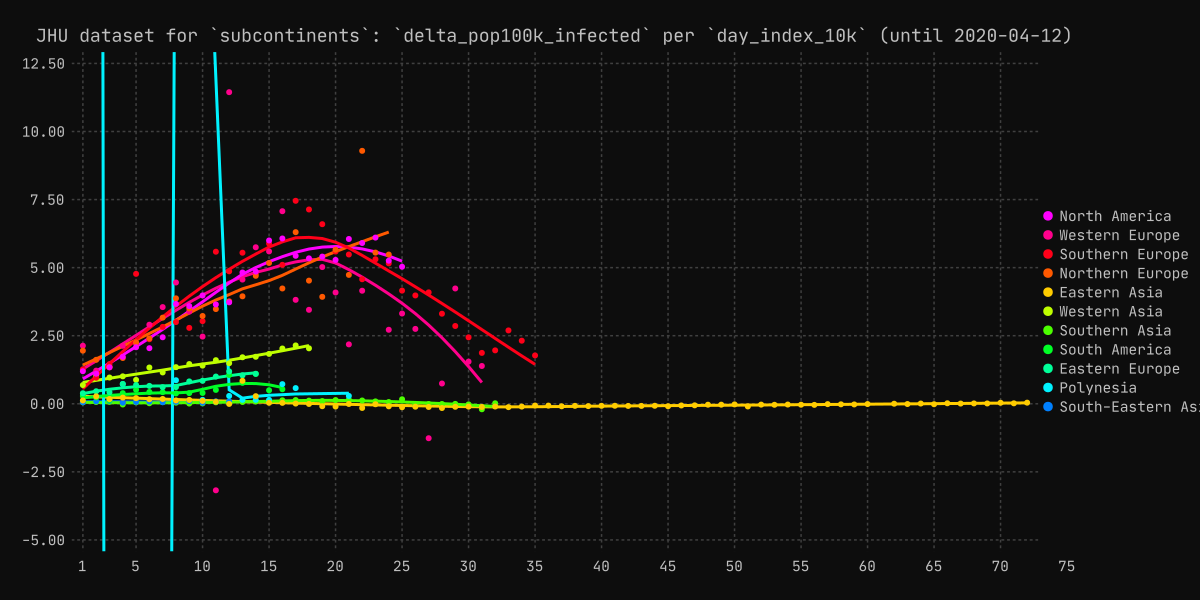 JHU dataset for `subcontinents`: `delta_pop100k_infected` per `day_index_10k` (until 2020-04-12)
12.50
10.00
7.50
5.00
2.50
0.00
−2.50
−5.00
1 5 10 15 20 25 30 35 40 45 50 55 60 65 70 75
North America
Western Europe
Southern Europe
Northern Europe
Eastern Asia
Western Asia
Southern Asia
South America
Eastern Europe
Polynesia
South-Eastern Asi